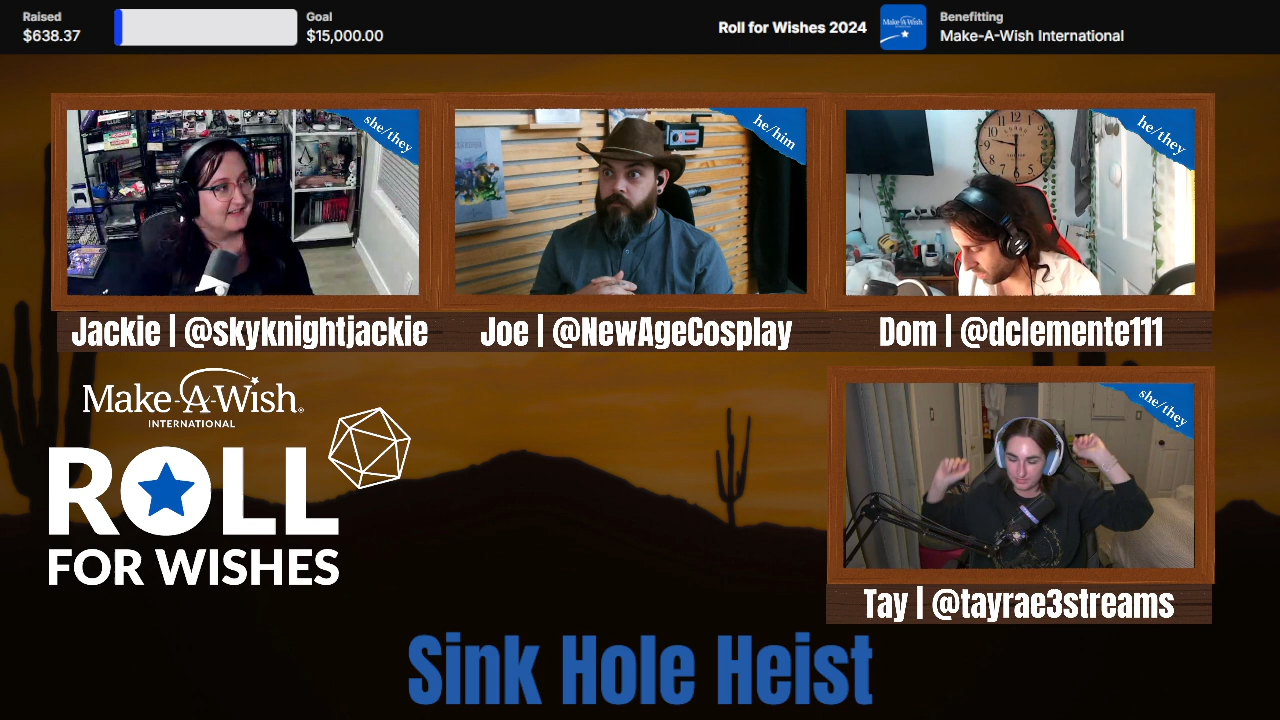 Raised
$638.37
Goal
$15,000.00
Roll for Wishes 2024
Make-A-Wish
Benefitting
Make-A-Wish International
she/they
he/him
he/they
Jackie | @skyknightjackie
Joe | @NewAgeCosplay
Dom | @dclemente111
Make-A-Wish®
INTERNATIONAL
ROLL
FOR WISHES
she/they
Tay | @tayrae3streams
Sink Hole Heist